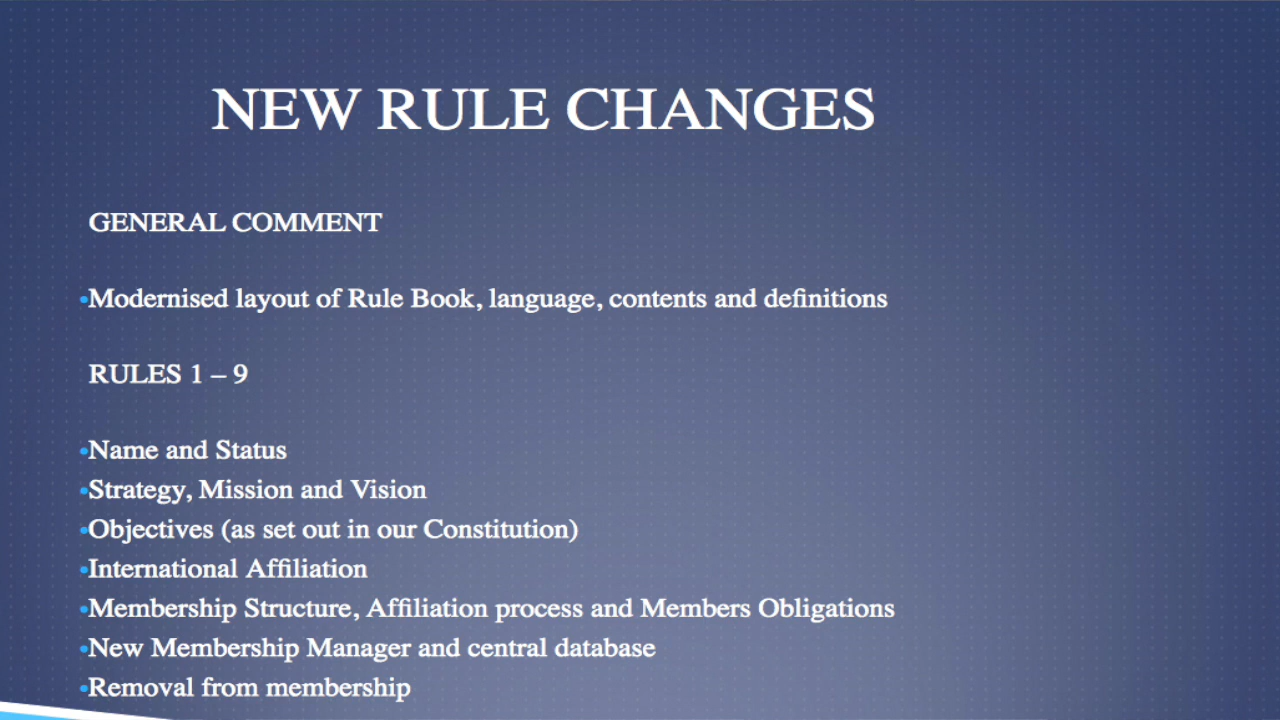 NEW RULE CHANGES
GENERAL COMMENT
•Modernised layout of Rule Book, language, contents and definitions
RULES 1 – 9
•Name and Status
•Strategy, Mission and Vision
•Objectives (as set out in our Constitution)
•International Affiliation
•Membership Structure, Affiliation process and Members Obligations
•New Membership Manager and central database
•Removal from membership